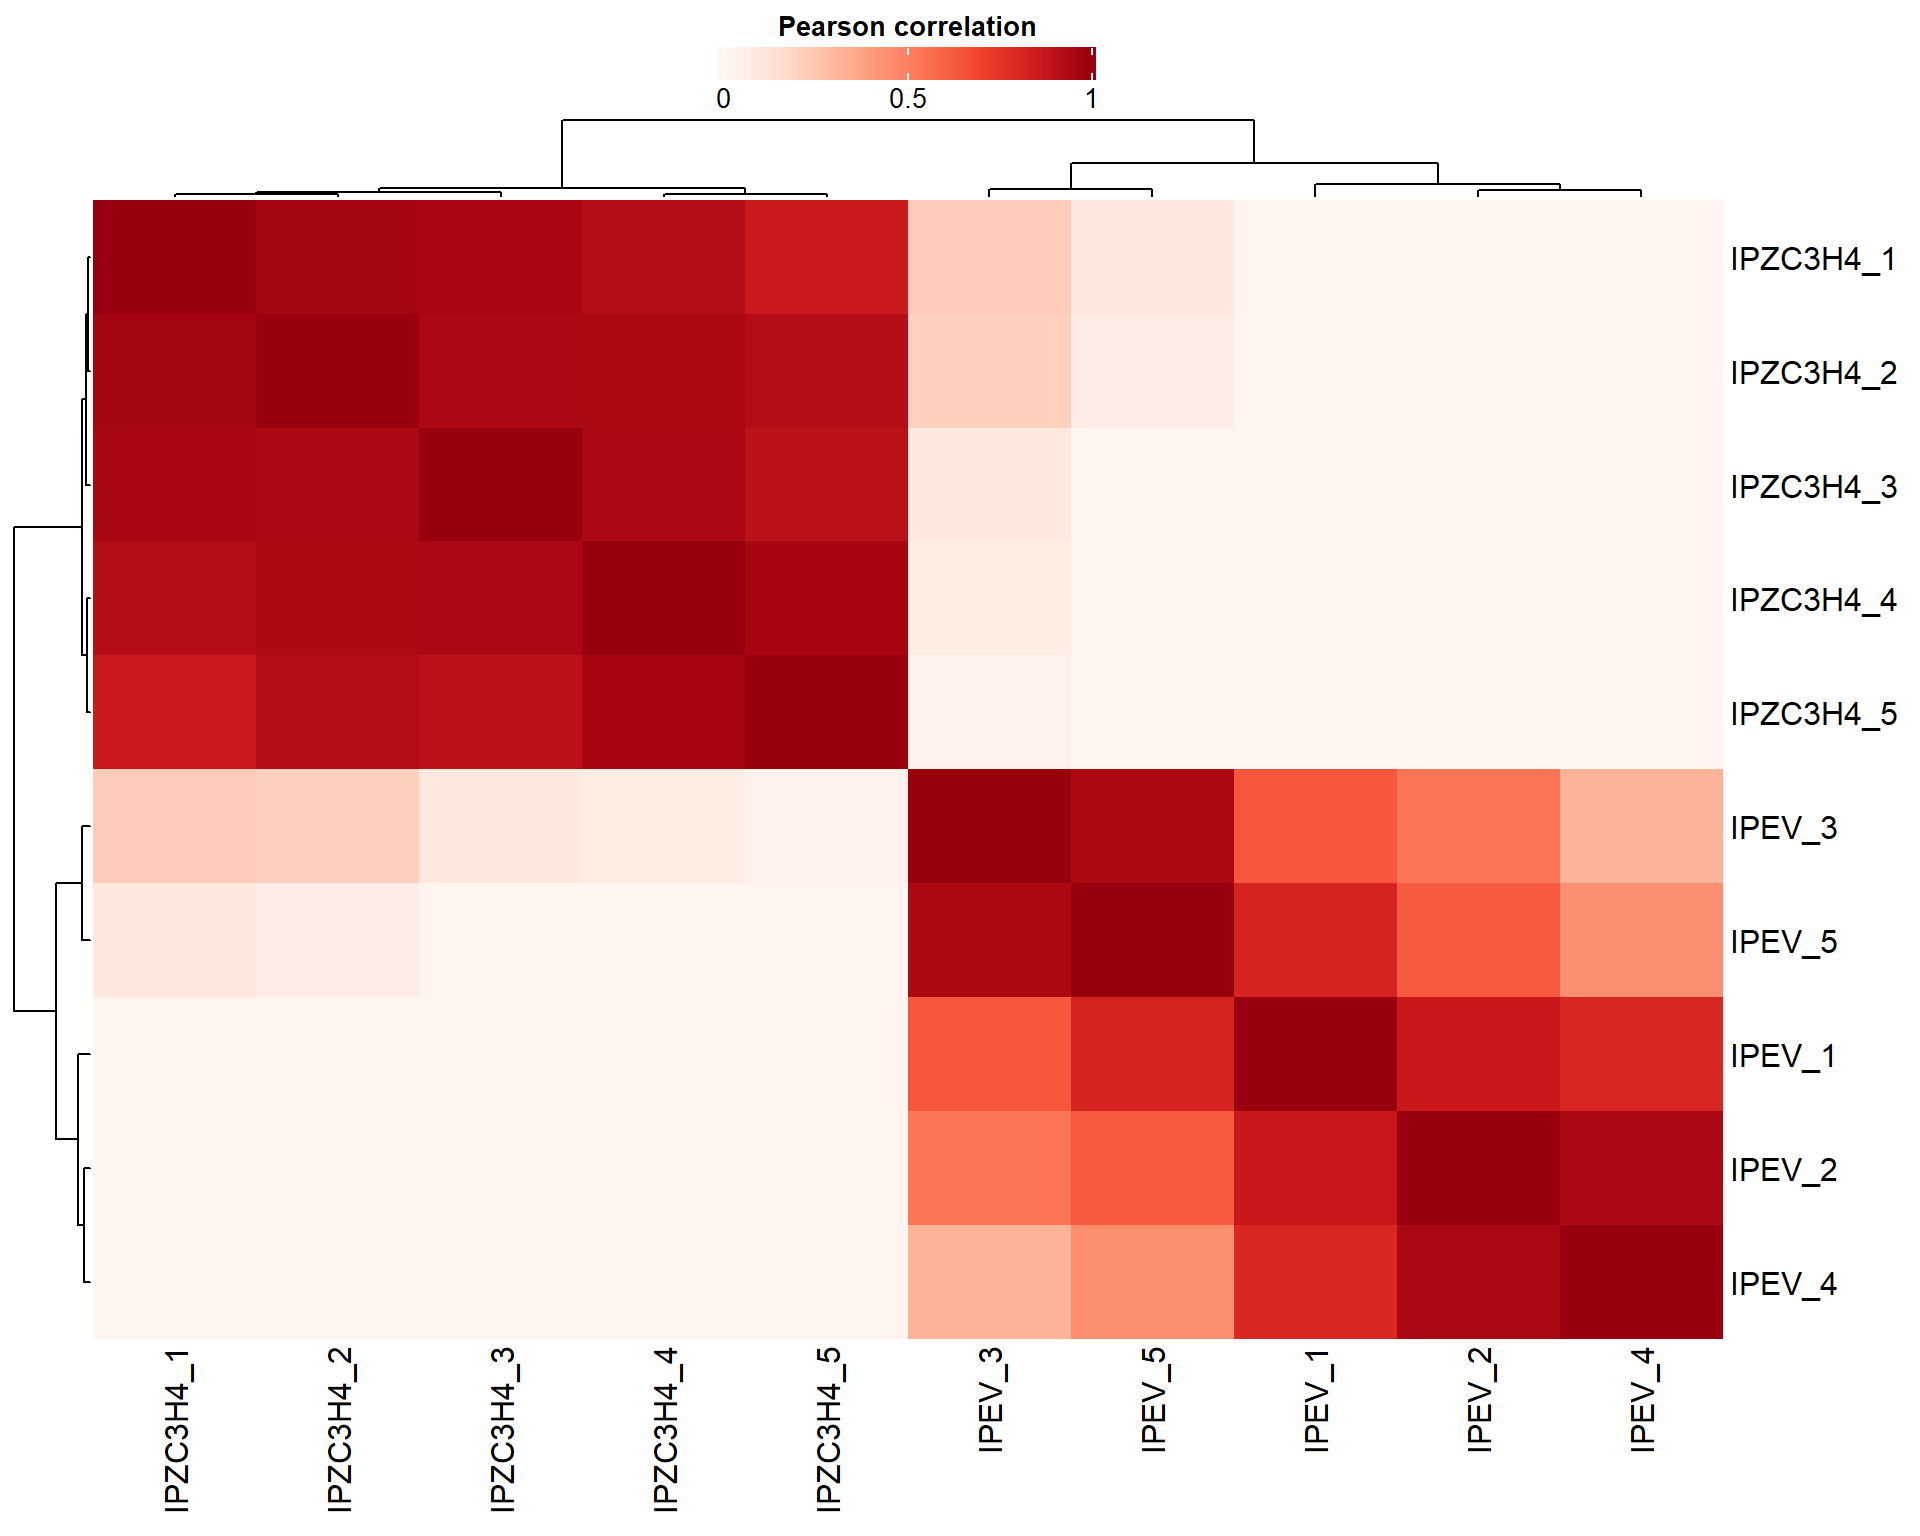 Pearson correlation
0 0.5 1
IPZC3H4_1
IPZC3H4_2
IPZC3H4_3
IPZC3H4_4
IPZC3H4_5
IPEV_3
IPEV_5
IPEV_1
IPEV_2
IPEV_4
IPZC3H4_1 IPZC3H4_2 IPZC3H4_3 IPZC3H4_4 IPZC3H4_5 IPEV_3 IPEV_5 IPEV_1 IPEV_2 IPEV_4